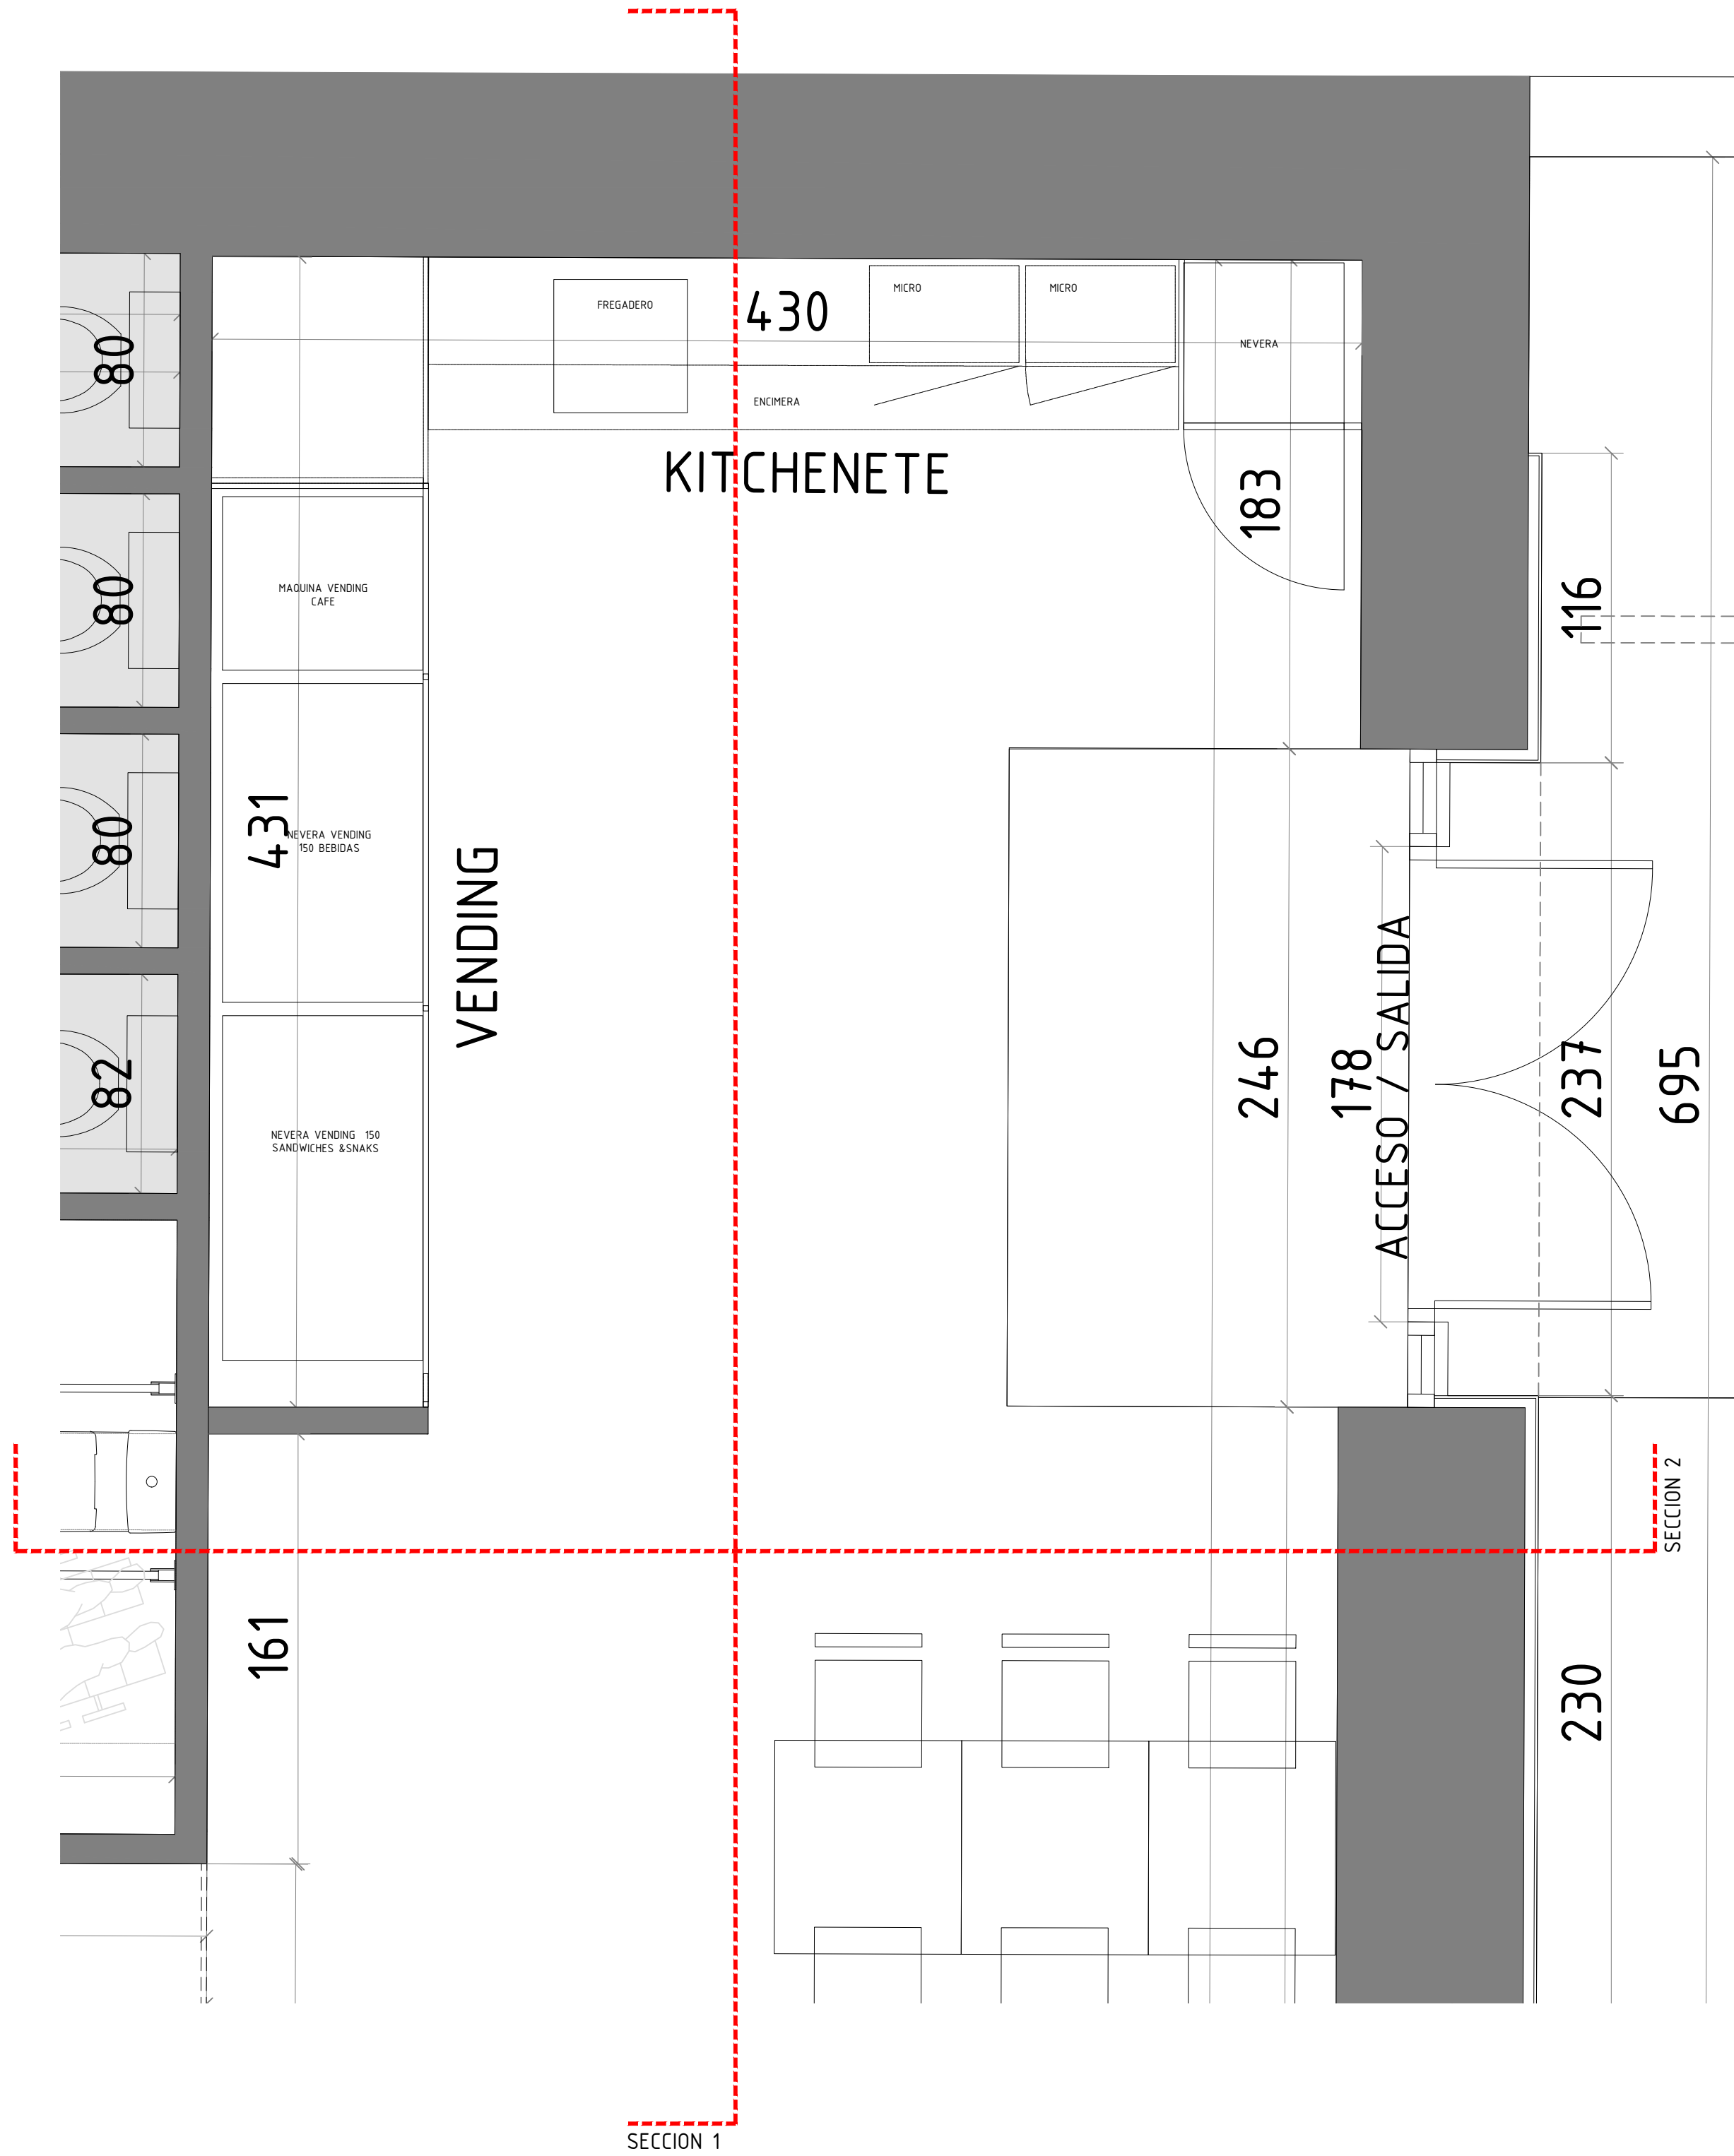 FREGADERO
430
MICRO
MICRO
NEVERA
80
ENCIMERA
KITCHENETE
183
80
MAQUINA VENDING
CAFE
116
80
431
NEVERA VENDING
150 BEBIDAS
VENDING
82
NEVERA VENDING 150
SANDWICHES &SNAKS
246
178
ACCESO / SALIDA
237
695
SECCION 2
161
230
SECCION 1